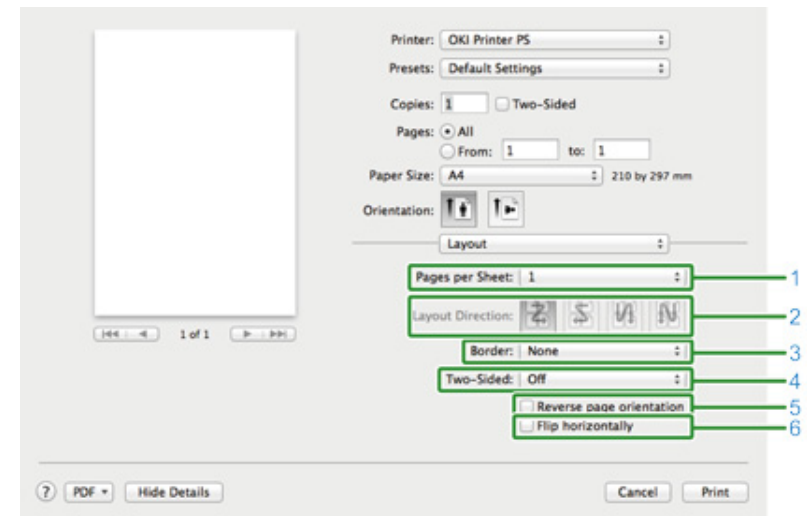 Printer: OKI Printer PS
Presets: Default Settings
Copies: 1 Two-Sided
Pages: All
From: 1 to: 1
Paper Size: A4 210 by 297 mm
Orientation:
Layout
Pages per Sheet: 1 1
Layout Direction: 2
1 of 1
Border: None 3
Two-Sided: Off 4
Reverse page orientation 5
Flip horizontally 6
? PDF Hide Details Cancel Print